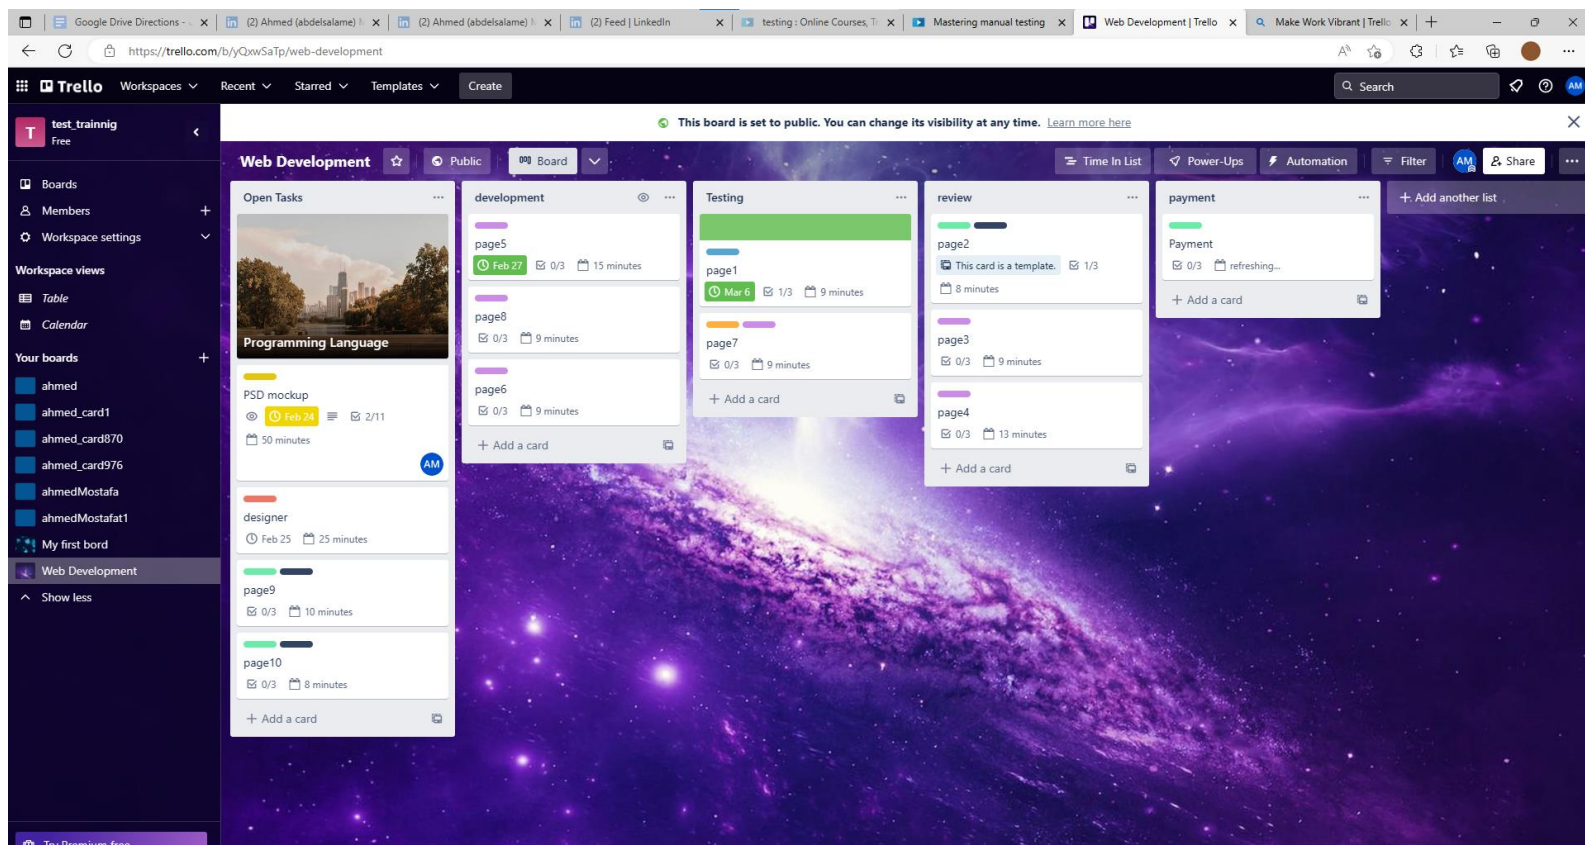 Google Drive Directions -
(2) Ahmed (abdelsalame)
(2) Ahmed (abdelsalame)
(2) Feed | LinkedIn
testing : Online Courses,
Mastering manual testing
Web Development | Trello
Make Work Vibrant | Trello
https://trello.com/b/yQxwSaTp/web-development
Trello Workspaces Recent Starred Templates Create Search AM
T test_trainnig
Free
This board is set to public. You can change its visibility at any time. Learn more here
Web Development Public Board Time In List Power-Ups Automation Filter AM Share
Boards
Members
Workspace settings
Workspace views
Table
Calendar
Your boards
ahmed
ahmed_card1
ahmed_card870
ahmed_card976
ahmedMostafa
ahmedMostafat1
My first bord
Web Development
Show less
Try Premium free
Open Tasks
Programming Language
PSD mockup
Feb 24 2/11
50 minutes
AM
designer
Feb 25 25 minutes
page9
0/3 10 minutes
page10
0/3 8 minutes
+ Add a card
development
page5
Feb 27 0/3 15 minutes
page8
0/3 9 minutes
page6
0/3 9 minutes
+ Add a card
Testing
page1
Mar 6 1/3 9 minutes
page7
0/3 9 minutes
+ Add a card
review
page2
This card is a template. 1/3
8 minutes
page3
0/3 9 minutes
page4
0/3 13 minutes
+ Add a card
payment
Payment
0/3 refreshing...
+ Add a card
+ Add another list